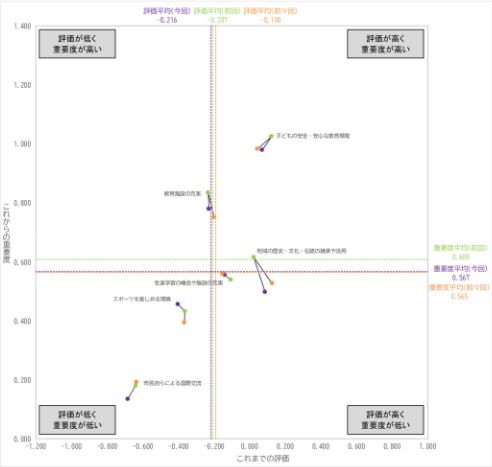 評価平均(今回) 評価平均(前回) 評価平均(前々回)
-0.216 -0.207 -0.190
1.400
評価が低く
重要度が高い
評価が高く
重要度が高い
1.200
子どもの安全・安心な教育環境
1.000
教育施設の充実
0.800
これからの重要度
地域の歴史・文化・伝統の継承や活用
重要度平均(前回)
0.608
0.600
重要度平均(今回)
0.567
生涯学習の機会や施設の充実
重要度平均(前々回)
0.565
スポーツを楽しめる環境
0.400
市民自らによる国際交流
0.200
評価が低く
重要度が低い
評価が高く
重要度が低い
0.000
-1.200 -1.000 -0.800 -0.600 -0.400 -0.200 0.000 0.200 0.400 0.600 0.800 1.000
これまでの評価